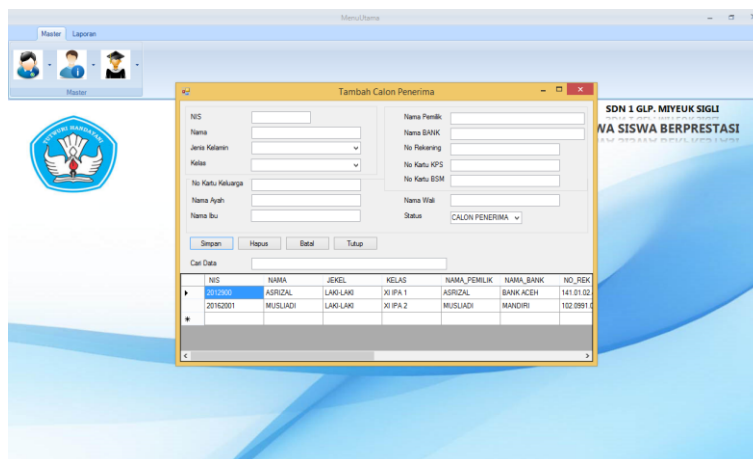 MenuUtama
Master Laporan
Master
Tambah Calon Penerima
SDN 1 GLP. MIYEUK SIGLI
WA SISWA BERPRESTASI
TUTWURI HANDAYANI
NIS
Nama
Jenis Kelamin
Kelas
No Kartu Keluarga
Nama Ayah
Nama Ibu
Nama Pemilik
Nama BANK
No Rekening
No Kartu KPS
No Kartu BSM
Nama Wali
Status CALON PENERIMA
Simpan Hapus Batal Tutup
Cari Data
NIS NAMA JEKEL KELAS NAMA_PEMILIK NAMA_BANK NO_REK
2012900 ASRIZAL LAKI-LAKI XI IPA 1 ASRIZAL BANK ACEH 141.01.02.
20162001 MUSLIADI LAKI-LAKI XI IPA 2 MUSLIADI MANDIRI 102.0991.0